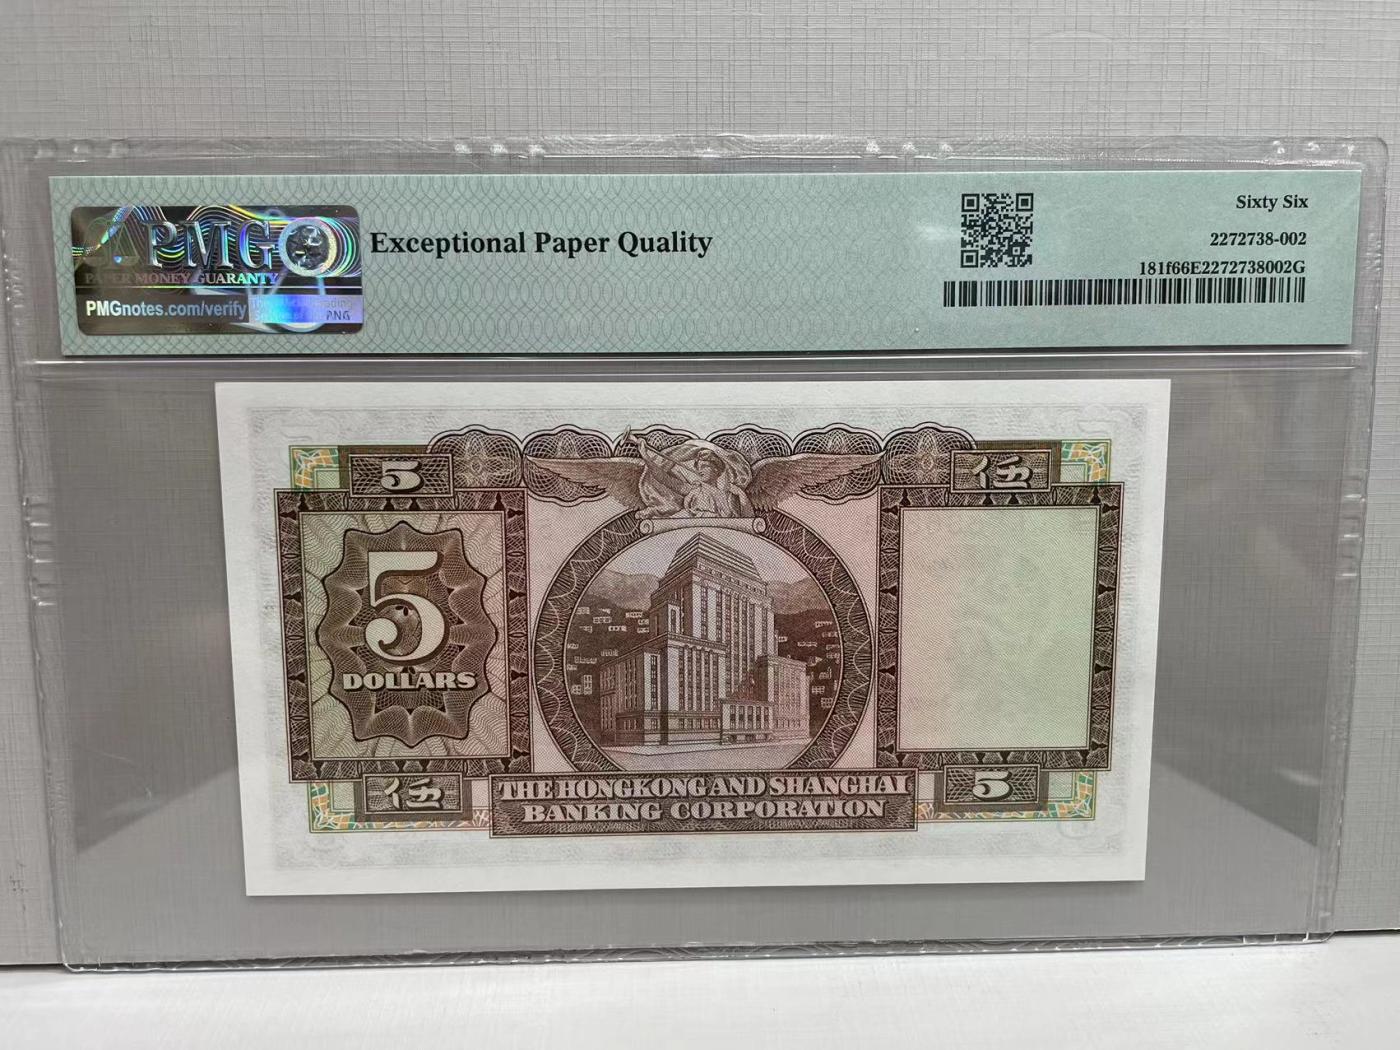 PMG
PAPER MONEY GUARANTY
PMGnotes.com/verify
PNG
Exceptional Paper Quality
Sixty Six
2272738-002
181f66E2272738002G
5
伍
5
DOLLARS
伍
5
THE HONGKONG AND SHANGHAI
BANKING CORPORATION